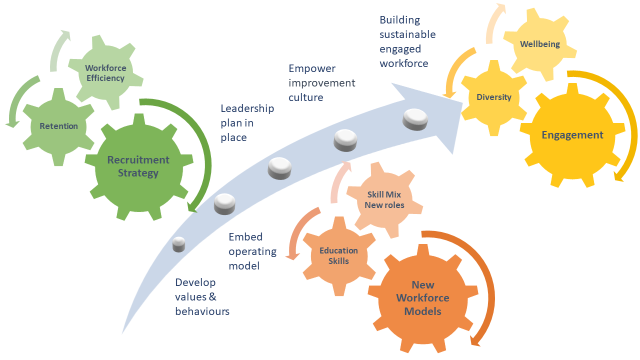 Workforce
Efficiency
Retention
Recruitment
Strategy
Develop
values &
behaviours
Embed
operating
model
Leadership
plan in
place
Empower
improvement
culture
Building
sustainable
engaged
workforce
Skill Mix
New roles
Education
Skills
New
Workforce
Models
Wellbeing
Diversity
Engagement